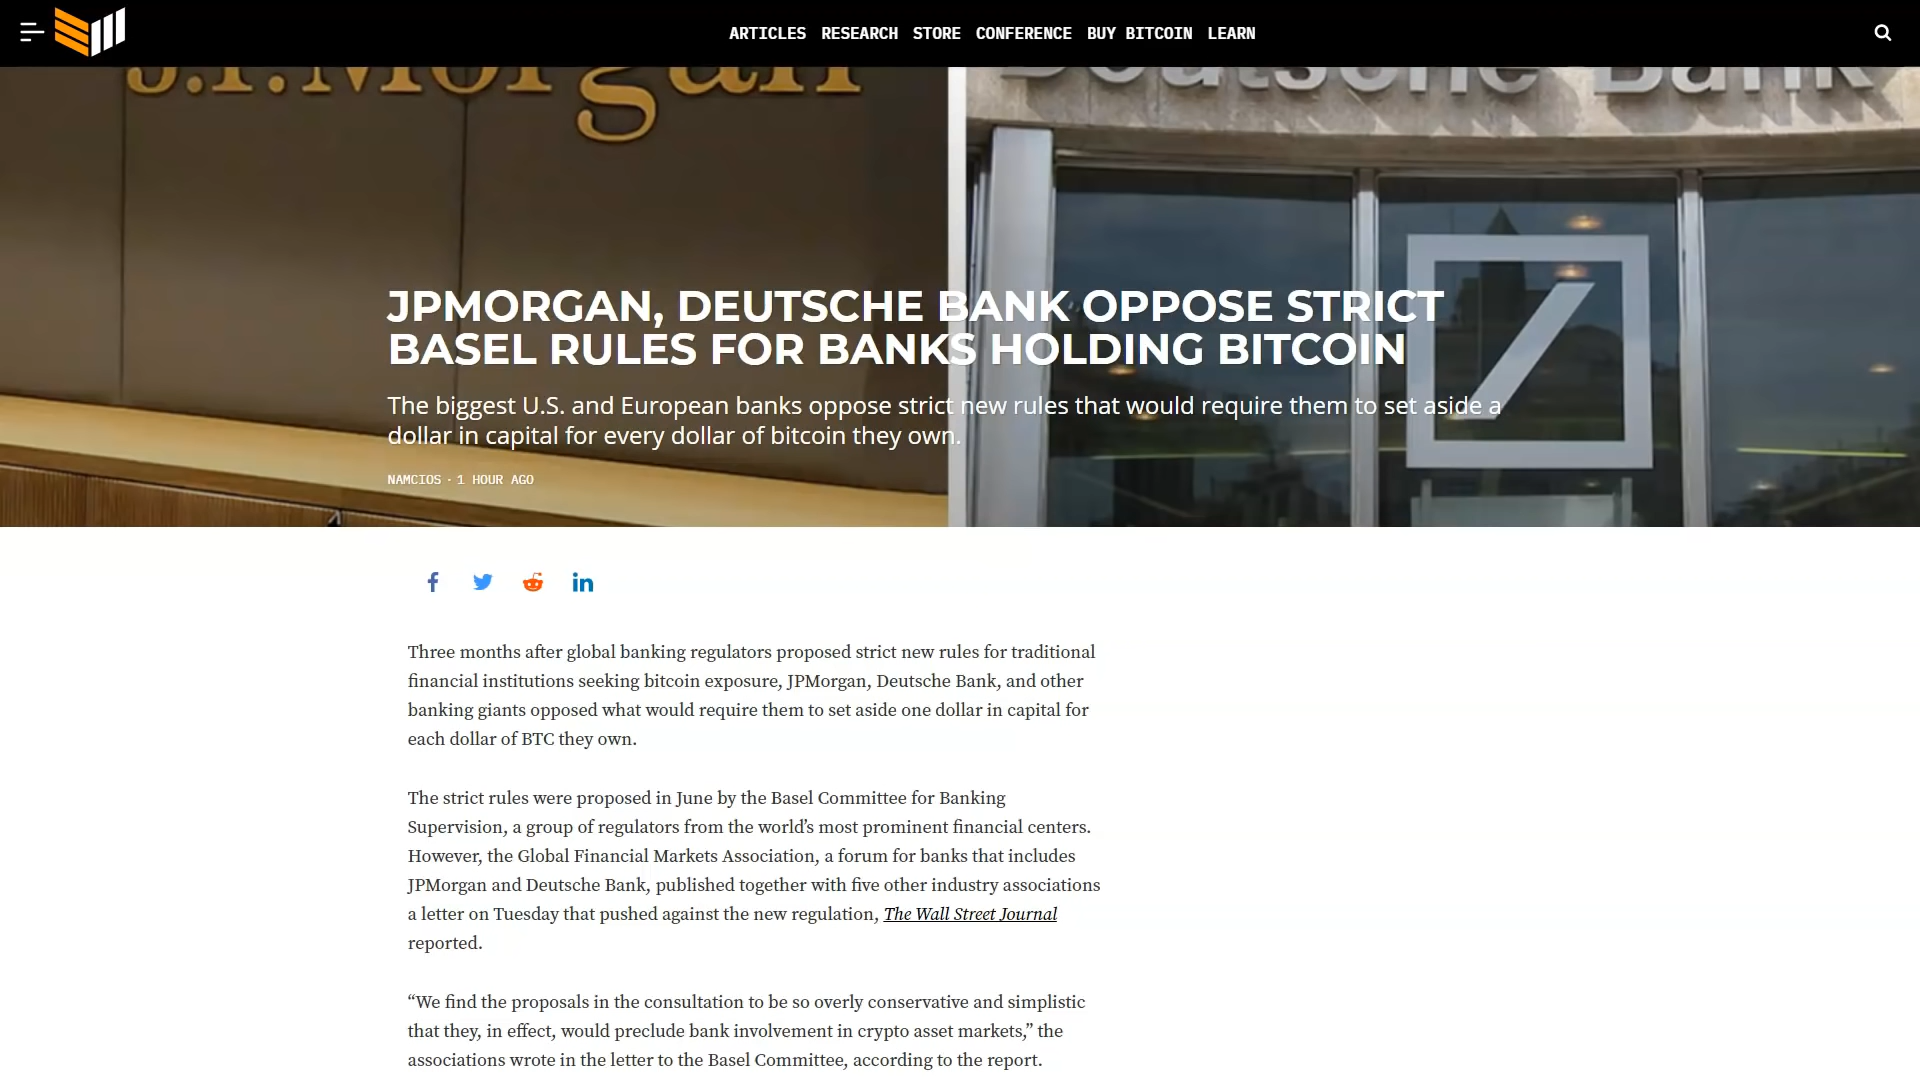 ARTICLES RESEARCH STORE CONFERENCE BUY BITCOIN LEARN
J.P.Morgan
Deutsche Bank
JPMORGAN, DEUTSCHE BANK OPPOSE STRICT
BASEL RULES FOR BANKS HOLDING BITCOIN
The biggest U.S. and European banks oppose strict new rules that would require them to set aside a
dollar in capital for every dollar of bitcoin they own.
NAMCIOS · 1 HOUR AGO
Three months after global banking regulators proposed strict new rules for traditional
financial institutions seeking bitcoin exposure, JPMorgan, Deutsche Bank, and other
banking giants opposed what would require them to set aside one dollar in capital for
each dollar of BTC they own.
The strict rules were proposed in June by the Basel Committee for Banking
Supervision, a group of regulators from the world’s most prominent financial centers.
However, the Global Financial Markets Association, a forum for banks that includes
JPMorgan and Deutsche Bank, published together with five other industry associations
a letter on Tuesday that pushed against the new regulation, The Wall Street Journal
reported.
“We find the proposals in the consultation to be so overly conservative and simplistic
that they, in effect, would preclude bank involvement in crypto asset markets,” the
associations wrote in the letter to the Basel Committee, according to the report.